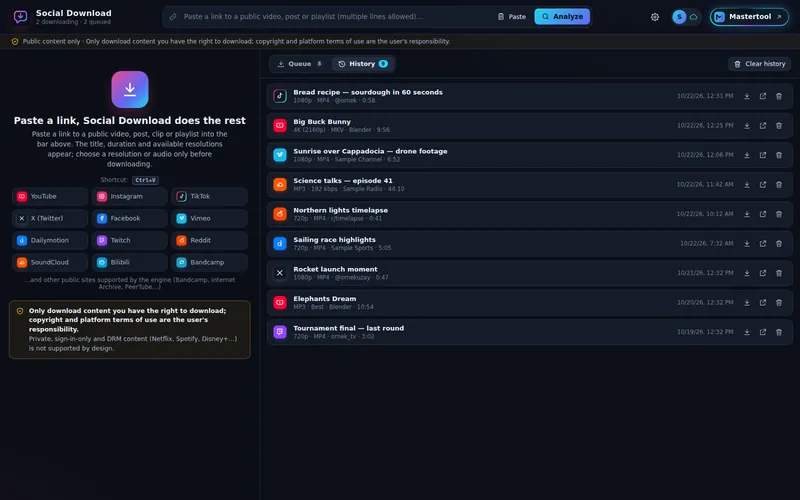 Social Download
2 downloading · 2 queued
Paste a link to a public video, post or playlist (multiple lines allowed)...
Paste
Analyze
S
Mastertool ↗
Public content only · Only download content you have the right to download; copyright and platform terms of use are the user's responsibility.
Paste a link, Social Download does the rest
Paste a link to a public video, post, clip or playlist into the
bar above. The title, duration and available resolutions
appear; choose a resolution or audio only before
downloading.
Shortcut: Ctrl+V
YouTube
Instagram
TikTok
X (Twitter)
Facebook
Vimeo
Dailymotion
Twitch
Reddit
SoundCloud
Bilibili
Bandcamp
...and other public sites supported by the engine (Bandcamp, Internet
Archive, PeerTube...)
Only download content you have the right to download;
copyright and platform terms of use are the user's
responsibility.
Private, sign-in-only and DRM content (Netflix, Spotify, Disney+...)
is not supported by design.
Queue 8
History 9
Clear history
Bread recipe — sourdough in 60 seconds
1080p · MP4 · @ornek · 0:58
10/22/26, 12:31 PM
Big Buck Bunny
4K (2160p) · MKV · Blender · 9:56
10/22/26, 12:25 PM
Sunrise over Cappadocia — drone footage
1080p · MP4 · Sample Channel · 6:52
10/22/26, 12:06 PM
Science talks — episode 41
MP3 · 192 kbps · Sample Radio · 44:10
10/22/26, 11:42 AM
Northern lights timelapse
720p · MP4 · r/timelapse · 0:41
10/22/26, 10:12 AM
Sailing race highlights
720p · MP4 · Sample Sports · 5:05
10/22/26, 7:32 AM
Rocket launch moment
1080p · MP4 · @ornekuzay · 0:47
10/21/26, 12:32 PM
Elephants Dream
MP3 · Best · Blender · 10:54
10/20/26, 12:32 PM
Tournament final — last round
720p · MP4 · ornek_tv · 3:02
10/19/26, 12:32 PM